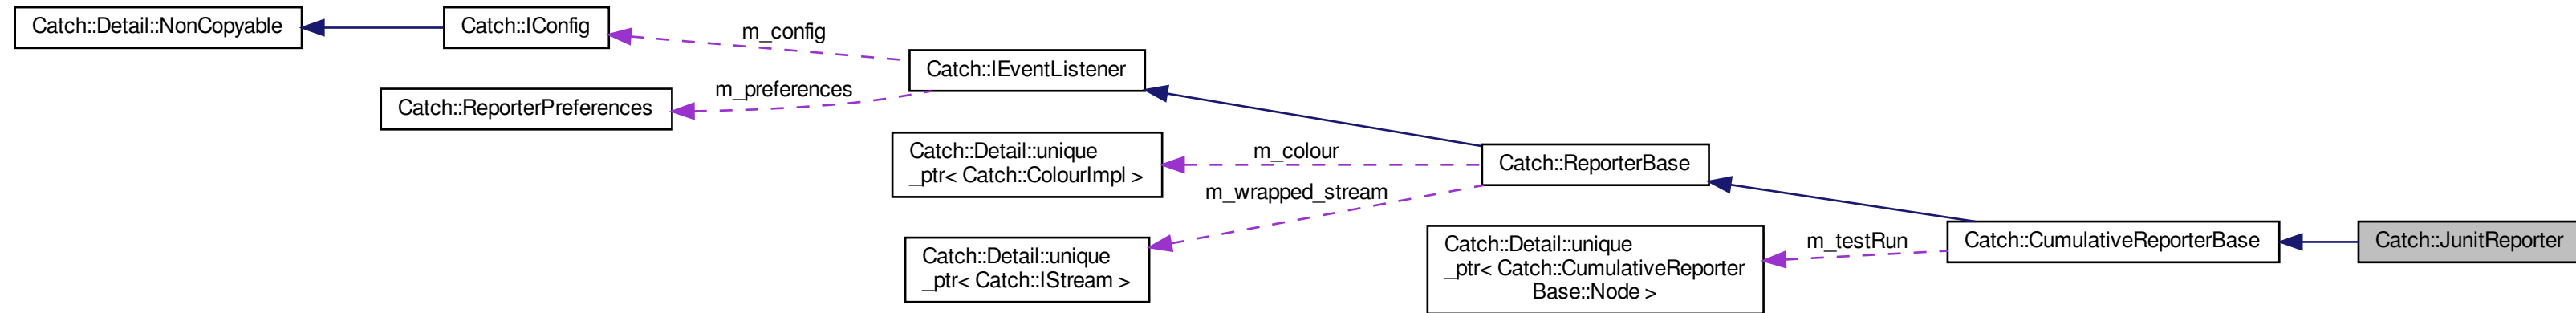 Catch::Detail::NonCopyable
Catch::IConfig
m_config
Catch::IEventListener
m_preferences
Catch::ReporterPreferences
Catch::Detail::unique
_ptr< Catch::ColourImpl >
m_colour
Catch::ReporterBase
m_wrapped_stream
Catch::Detail::unique
_ptr< Catch::IStream >
Catch::Detail::unique
_ptr< Catch::CumulativeReporter
Base::Node >
m_testRun
Catch::CumulativeReporterBase
Catch::JunitReporter